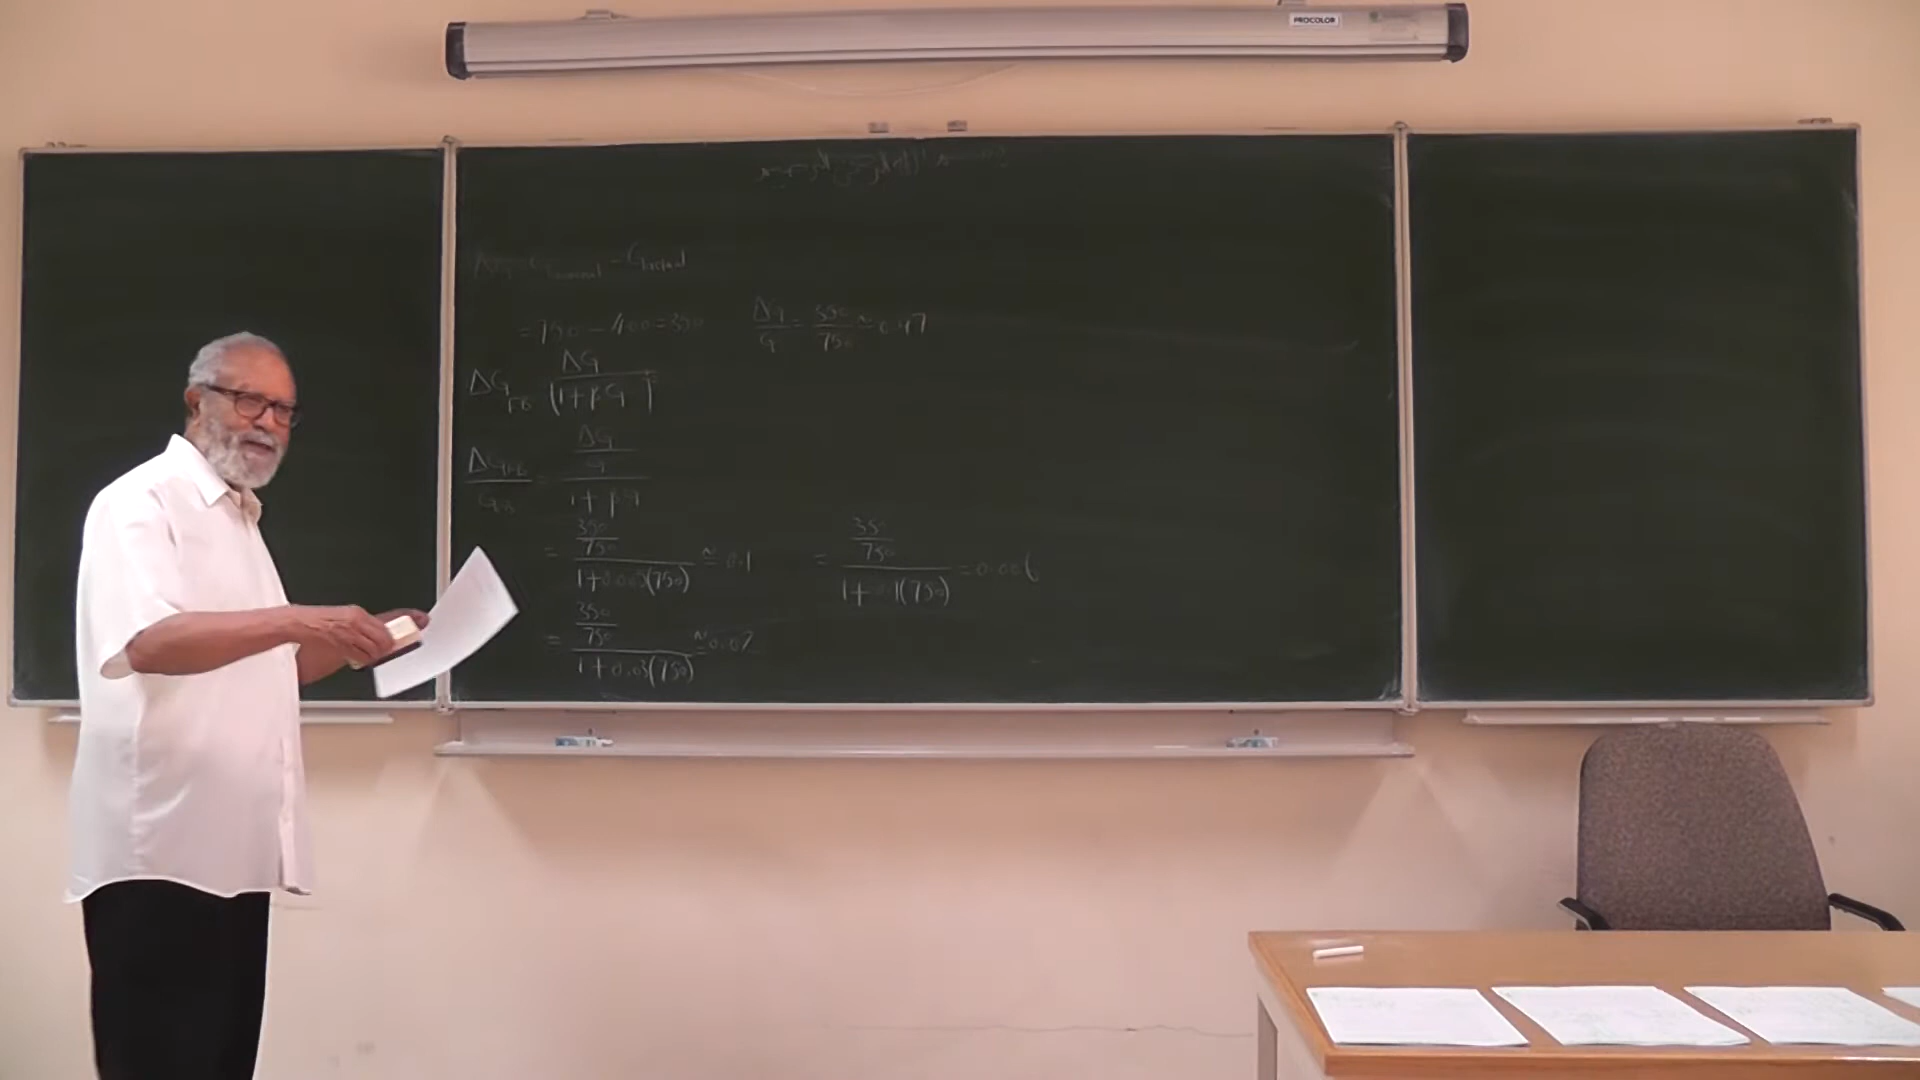 PROCOLOR
ΔG = G - Gactual
= 750 - 400 = 350
ΔG/G = 350/750 ≃ 0.47
ΔG_FB ΔG/(1+βG)²
ΔG_FB/G_FB = (ΔG/G)/(1+βG)
= (350/750)/(1+0.005(750)) ≃ 0.1
= (350/750)/(1+0.1(750)) = 0.006
= (350/750)/(1+0.03(750)) ≃ 0.02